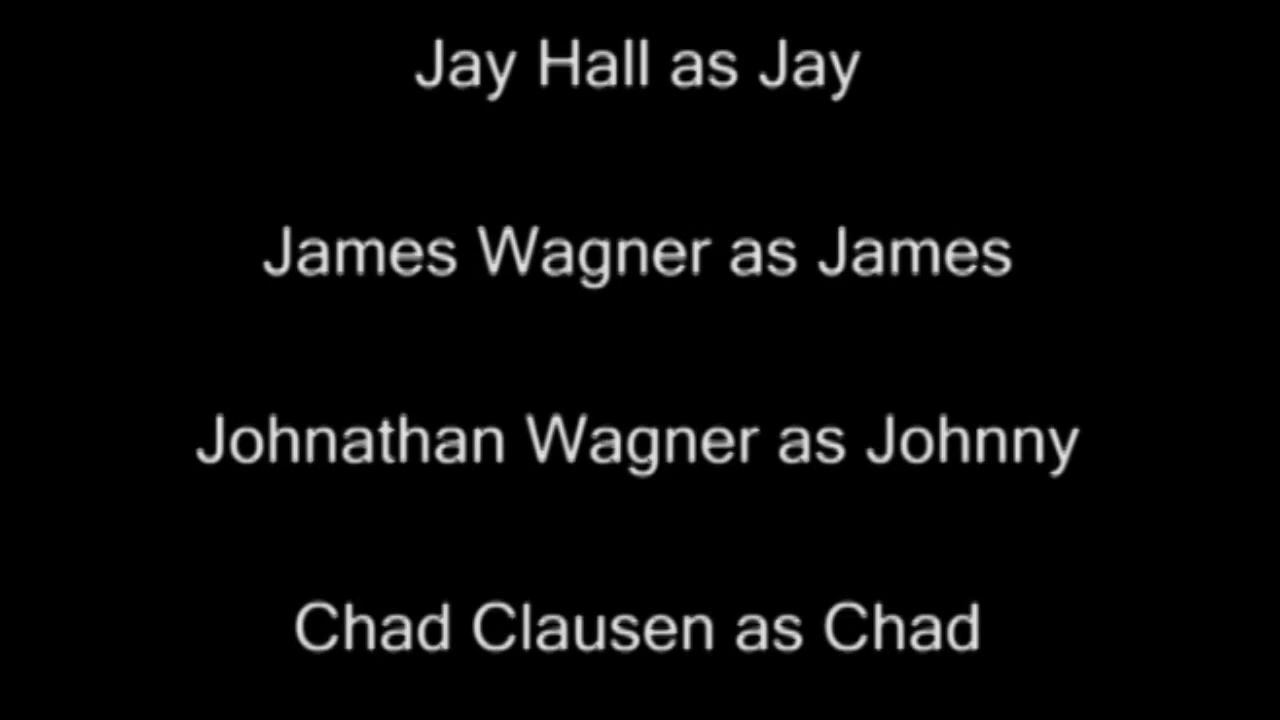 Jay Hall as Jay
James Wagner as James
Johnathan Wagner as Johnny
Chad Clausen as Chad